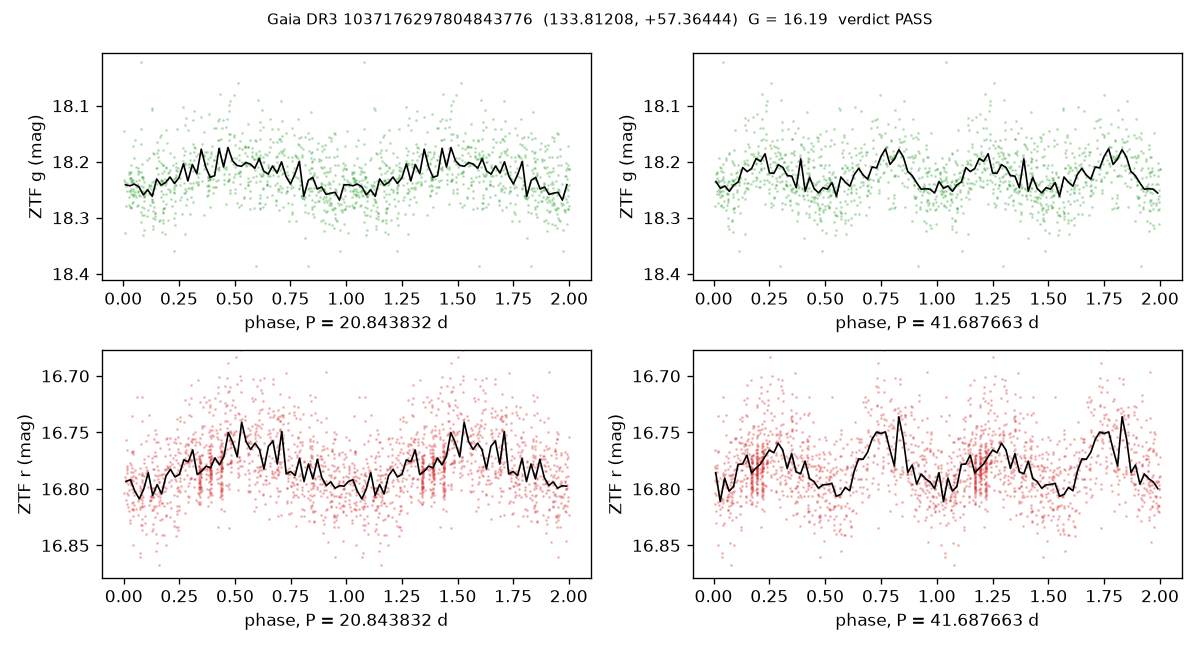 Gaia DR3 1037176297804843776 (133.81208, +57.36444) G = 16.19 verdict PASS
ZTF g (mag)
18.1
18.2
18.3
18.4
0.00 0.25 0.50 0.75 1.00 1.25 1.50 1.75 2.00
phase, P = 20.843832 d
ZTF g (mag)
18.1
18.2
18.3
18.4
0.00 0.25 0.50 0.75 1.00 1.25 1.50 1.75 2.00
phase, P = 41.687663 d
ZTF r (mag)
16.70
16.75
16.80
16.85
0.00 0.25 0.50 0.75 1.00 1.25 1.50 1.75 2.00
phase, P = 20.843832 d
ZTF r (mag)
16.70
16.75
16.80
16.85
0.00 0.25 0.50 0.75 1.00 1.25 1.50 1.75 2.00
phase, P = 41.687663 d